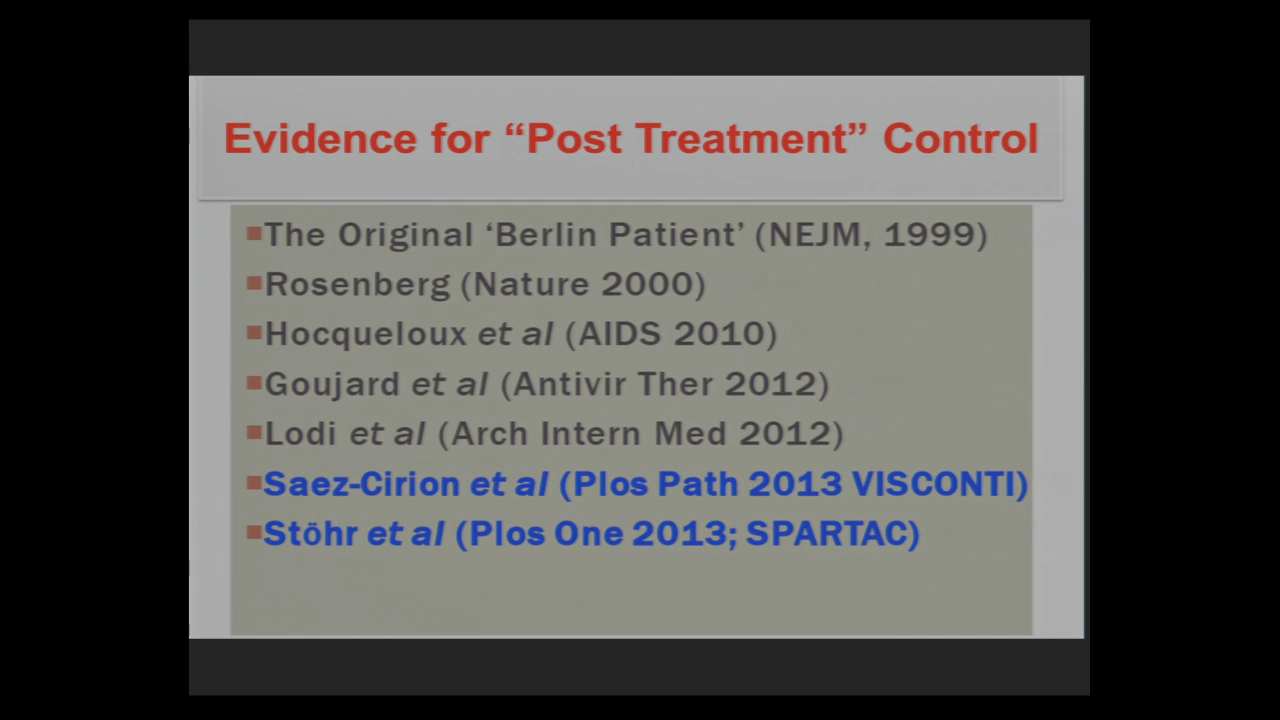 Evidence for “Post Treatment” Control
▪The Original ‘Berlin Patient’ (NEJM, 1999)
▪Rosenberg (Nature 2000)
▪Hocqueloux et al (AIDS 2010)
▪Goujard et al (Antivir Ther 2012)
▪Lodi et al (Arch Intern Med 2012)
▪Saez-Cirion et al (Plos Path 2013 VISCONTI)
▪Stöhr et al (Plos One 2013; SPARTAC)